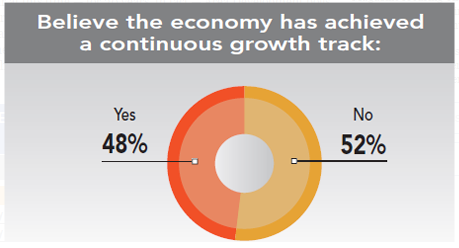 Believe the economy has achieved
a continuous growth track:
Yes
48%
No
52%